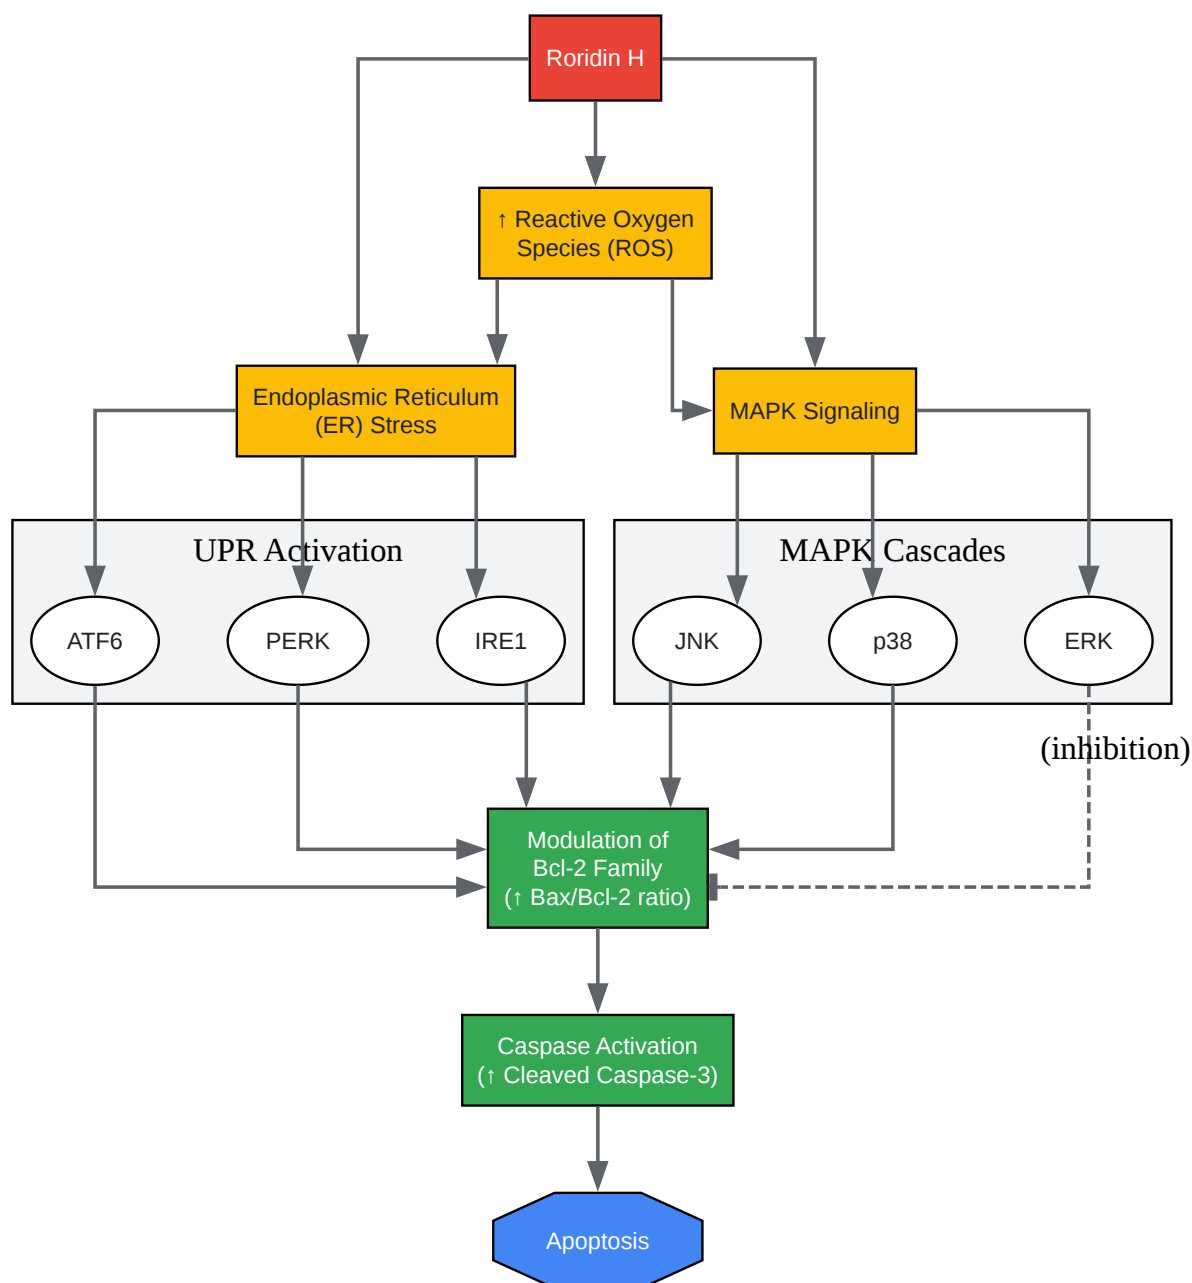 Roridin H
↑ Reactive Oxygen
Species (ROS)
Endoplasmic Reticulum
(ER) Stress
MAPK Signaling
UPR Activation
MAPK Cascades
ATF6
PERK
IRE1
JNK
p38
ERK
(inhibition)
Modulation of
Bcl-2 Family
(↑ Bax/Bcl-2 ratio)
Caspase Activation
(↑ Cleaved Caspase-3)
Apoptosis